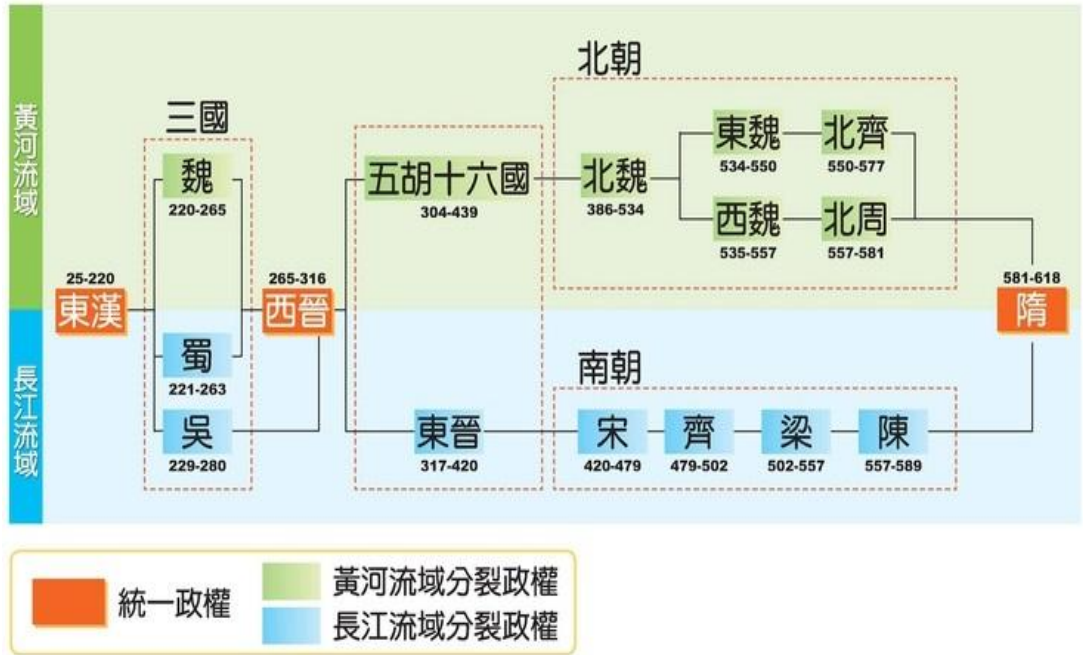 黃河流域
長江流域
25-220
東漢
三國
魏
220-265
蜀
221-263
吳
229-280
265-316
西晉
五胡十六國
304-439
東晉
317-420
北朝
北魏
386-534
東魏
534-550
北齊
550-577
西魏
535-557
北周
557-581
南朝
宋
420-479
齊
479-502
梁
502-557
陳
557-589
581-618
隋
統一政權
黃河流域分裂政權
長江流域分裂政權